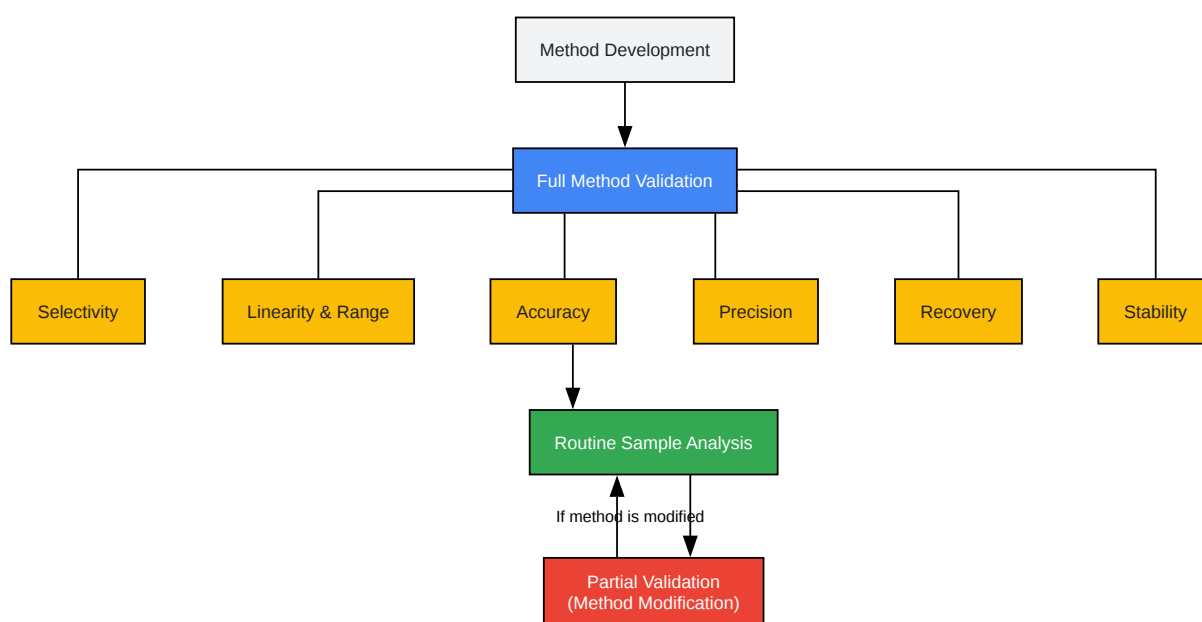 Method Development
Full Method Validation
Selectivity
Linearity & Range
Accuracy
Precision
Recovery
Stability
Routine Sample Analysis
If method is modified
Partial Validation
(Method Modification)